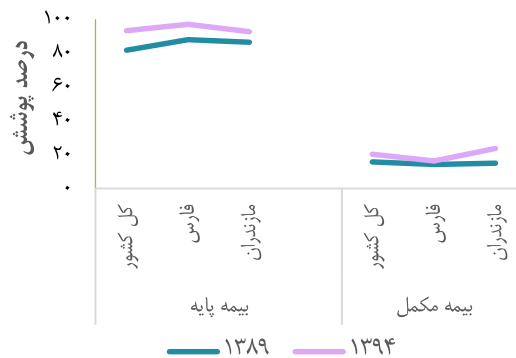 درصد پوشش
۱۰۰
۸۰
۶۰
۴۰
۲۰
۰
کل کشور
فارس
مازندران
کل کشور
فارس
مازندران
بیمه پایه
بیمه مکمل
۱۳۸۹
۱۳۹۴